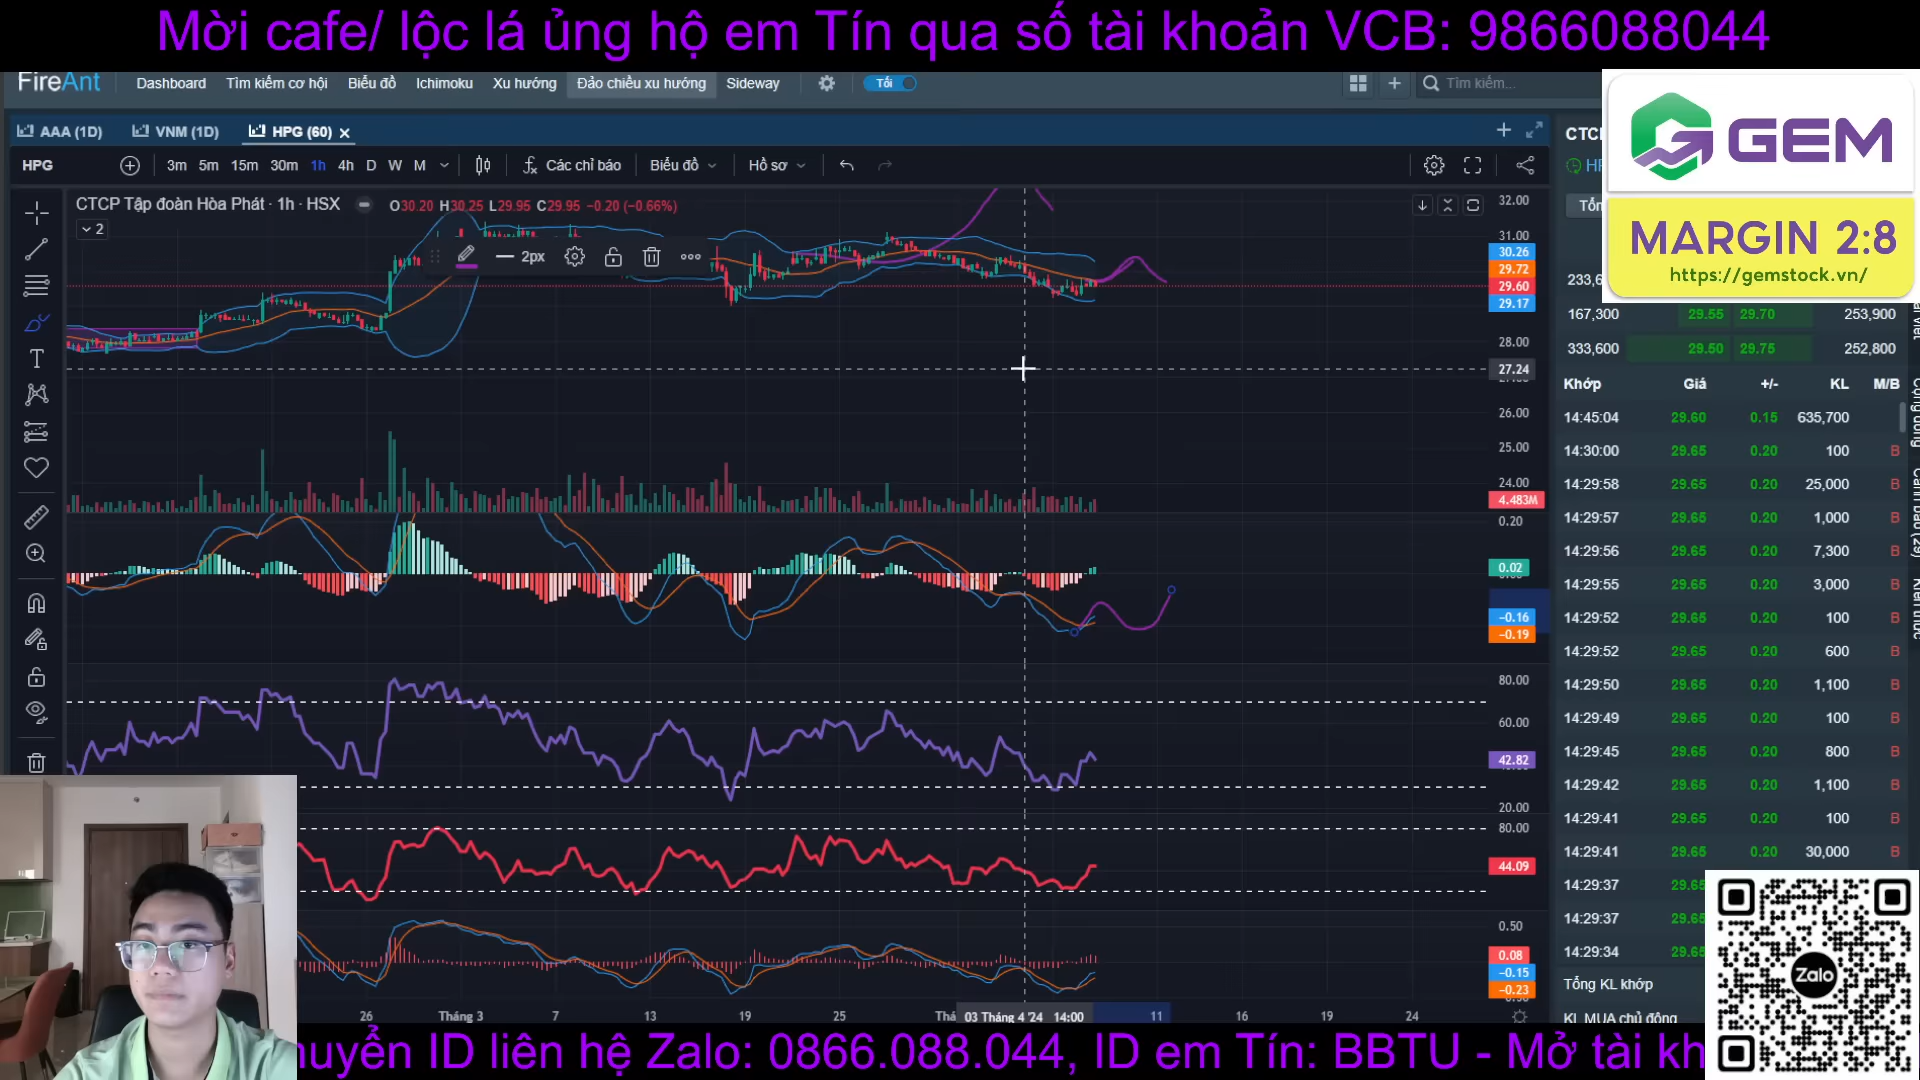 Mời cafe/ lộc lá ủng hộ em Tín qua số tài khoản VCB: 9866088044
FireAnt Dashboard Tìm kiếm cơ hội Biểu đồ Ichimoku Xu hướng Đảo chiều xu hướng Sideway Tối Tìm kiếm...
AAA (1D) VNM (1D) HPG (60)
HPG 3m 5m 15m 30m 1h 4h D W M Các chỉ báo Biểu đồ Hồ sơ
CTCP Tập đoàn Hòa Phát · 1h · HSX O30.20 H30.25 L29.95 C29.95 −0.20 (−0.66%)
2
2px
32.00
31.00
30.26
29.72
29.60
29.17
28.00
27.24
26.00
25.00
24.00
4.483M
0.20
0.02
−0.16
−0.19
80.00
60.00
42.82
20.00
80.00
44.09
0.50
0.08
−0.15
−0.23
26 Tháng 3 7 13 19 25 03 Tháng 4 '24 14:00 11 16 19 24
GEM
MARGIN 2:8
https://gemstock.vn/
167,300 29.55 29.70 253,900
333,600 29.50 29.75 252,800
Khớp Giá +/- KL M/B
14:45:04 29.60 0.15 635,700
14:30:00 29.65 0.20 100 B
14:29:58 29.65 0.20 25,000 B
14:29:57 29.65 0.20 1,000 B
14:29:56 29.65 0.20 7,300 B
14:29:55 29.65 0.20 3,000 B
14:29:52 29.65 0.20 100 B
14:29:52 29.65 0.20 600 B
14:29:50 29.65 0.20 1,100 B
14:29:49 29.65 0.20 100 B
14:29:45 29.65 0.20 800 B
14:29:42 29.65 0.20 1,100 B
14:29:41 29.65 0.20 100 B
14:29:41 29.65 0.20 30,000 B
14:29:37
14:29:37
14:29:34
Tổng KL khớp
KL MUA chủ động
Zalo
huyển ID liên hệ Zalo: 0866.088.044, ID em Tín: BBTU - Mở tài kh